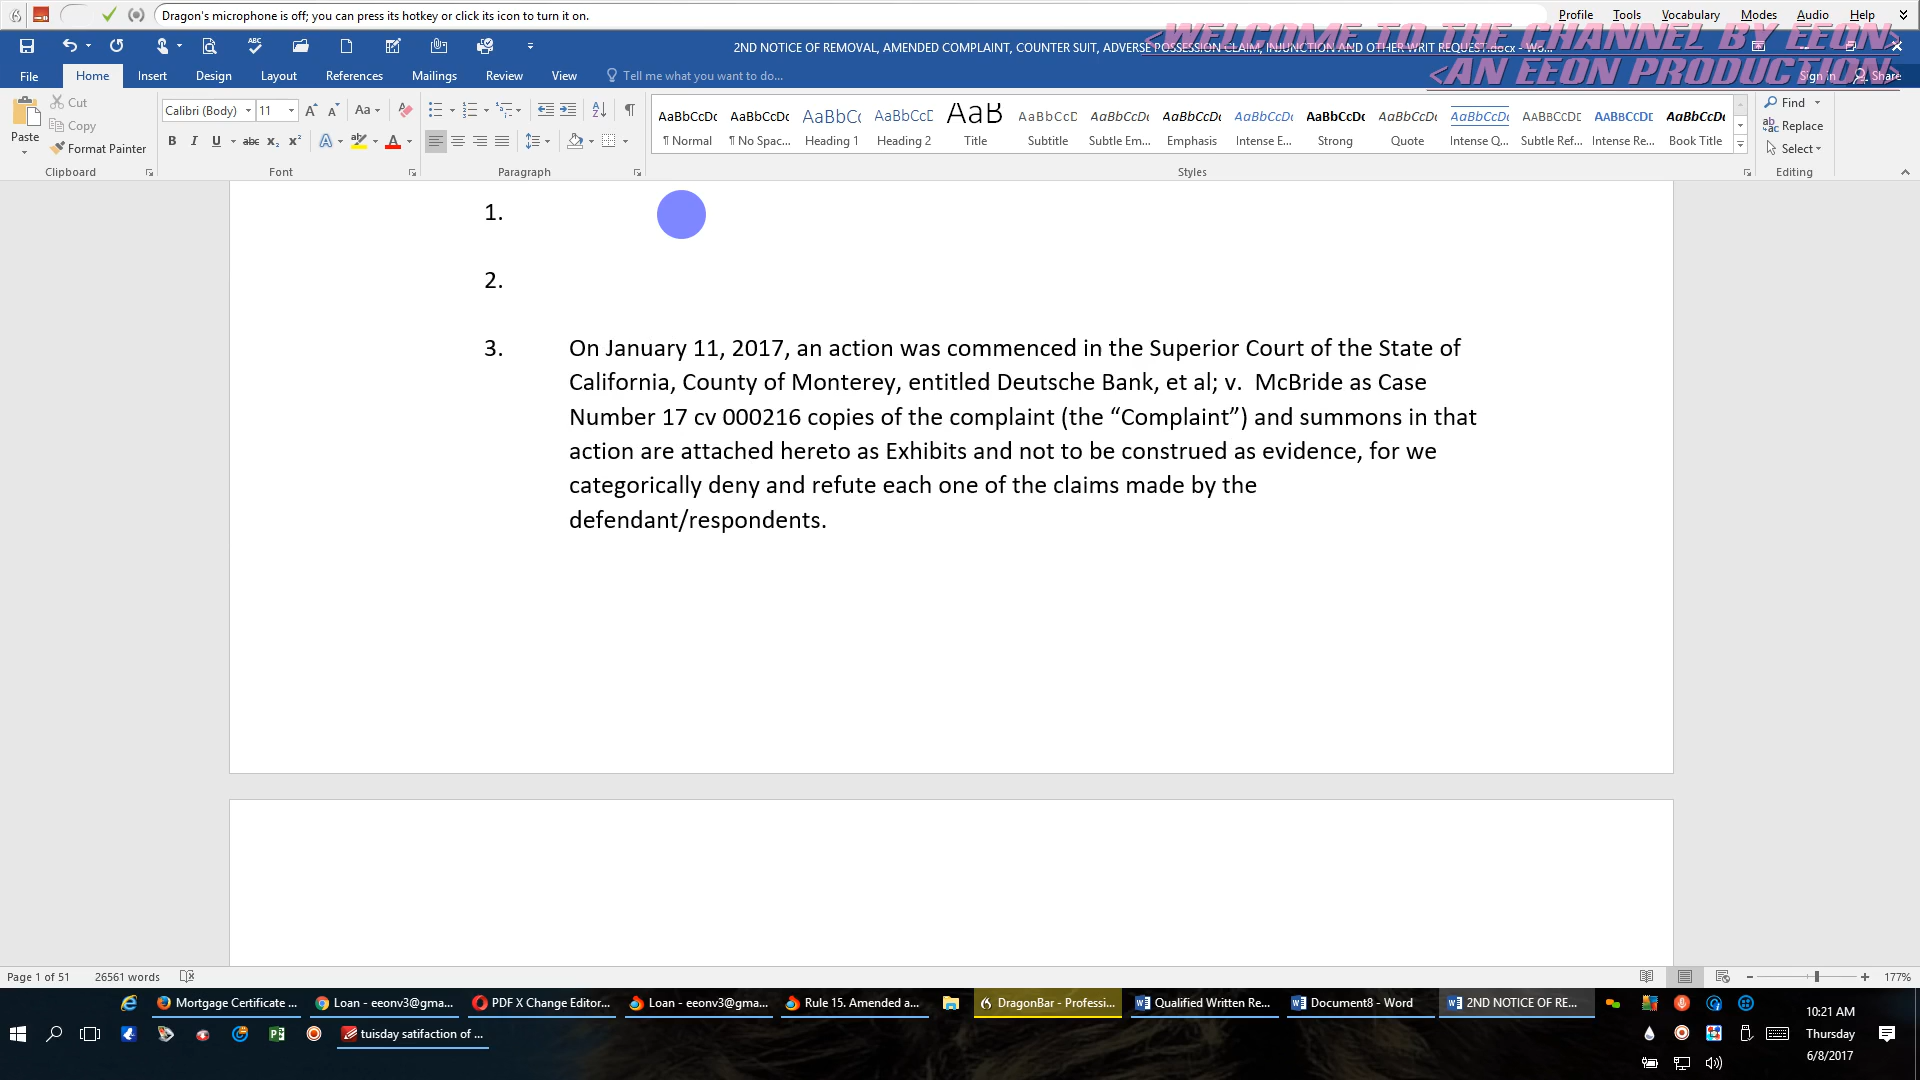 Dragon's microphone is off; you can press its hotkey or click its icon to turn it on.
Profile Tools Vocabulary Modes Audio Help
<WELCOME TO THE CHANNEL BY EEON>
<AN EEON PRODUCTION>
2ND NOTICE OF REMOVAL, AMENDED COMPLAINT, COUNTER SUIT, ADVERSE POSSESSION CLAIM, INJUNCTION AND OTHER WRIT REQUEST.docx - Wo...
File Home Insert Design Layout References Mailings Review View Tell me what you want to do... Sign in Share
Paste
Cut
Copy
Format Painter
Calibri (Body) 11
AaBbCcDc AaBbCcDc AaBbCc AaBbCcD AaB AaBbCcD AaBbCcDc AaBbCcDc AaBbCcDc AaBbCcDc AaBbCcDc AaBbCcDc AABBCCDE AABBCCDE AaBbCcDc
¶ Normal ¶ No Spac... Heading 1 Heading 2 Title Subtitle Subtle Em... Emphasis Intense E... Strong Quote Intense Q... Subtle Ref... Intense Re... Book Title
Find
Replace
Select
Clipboard Font Paragraph Styles Editing
1.
2.
3. On January 11, 2017, an action was commenced in the Superior Court of the State of
California, County of Monterey, entitled Deutsche Bank, et al; v.  McBride as Case
Number 17 cv 000216 copies of the complaint (the “Complaint”) and summons in that
action are attached hereto as Exhibits and not to be construed as evidence, for we
categorically deny and refute each one of the claims made by the
defendant/respondents.
Page 1 of 51 26561 words 177%
Mortgage Certificate ... Loan - eeonv3@gma... PDF X Change Editor... Loan - eeonv3@gma... Rule 15. Amended a... DragonBar - Professi... Qualified Written Re... Document8 - Word 2ND NOTICE OF RE...
tuisday satifaction of ...
10:21 AM
Thursday
6/8/2017